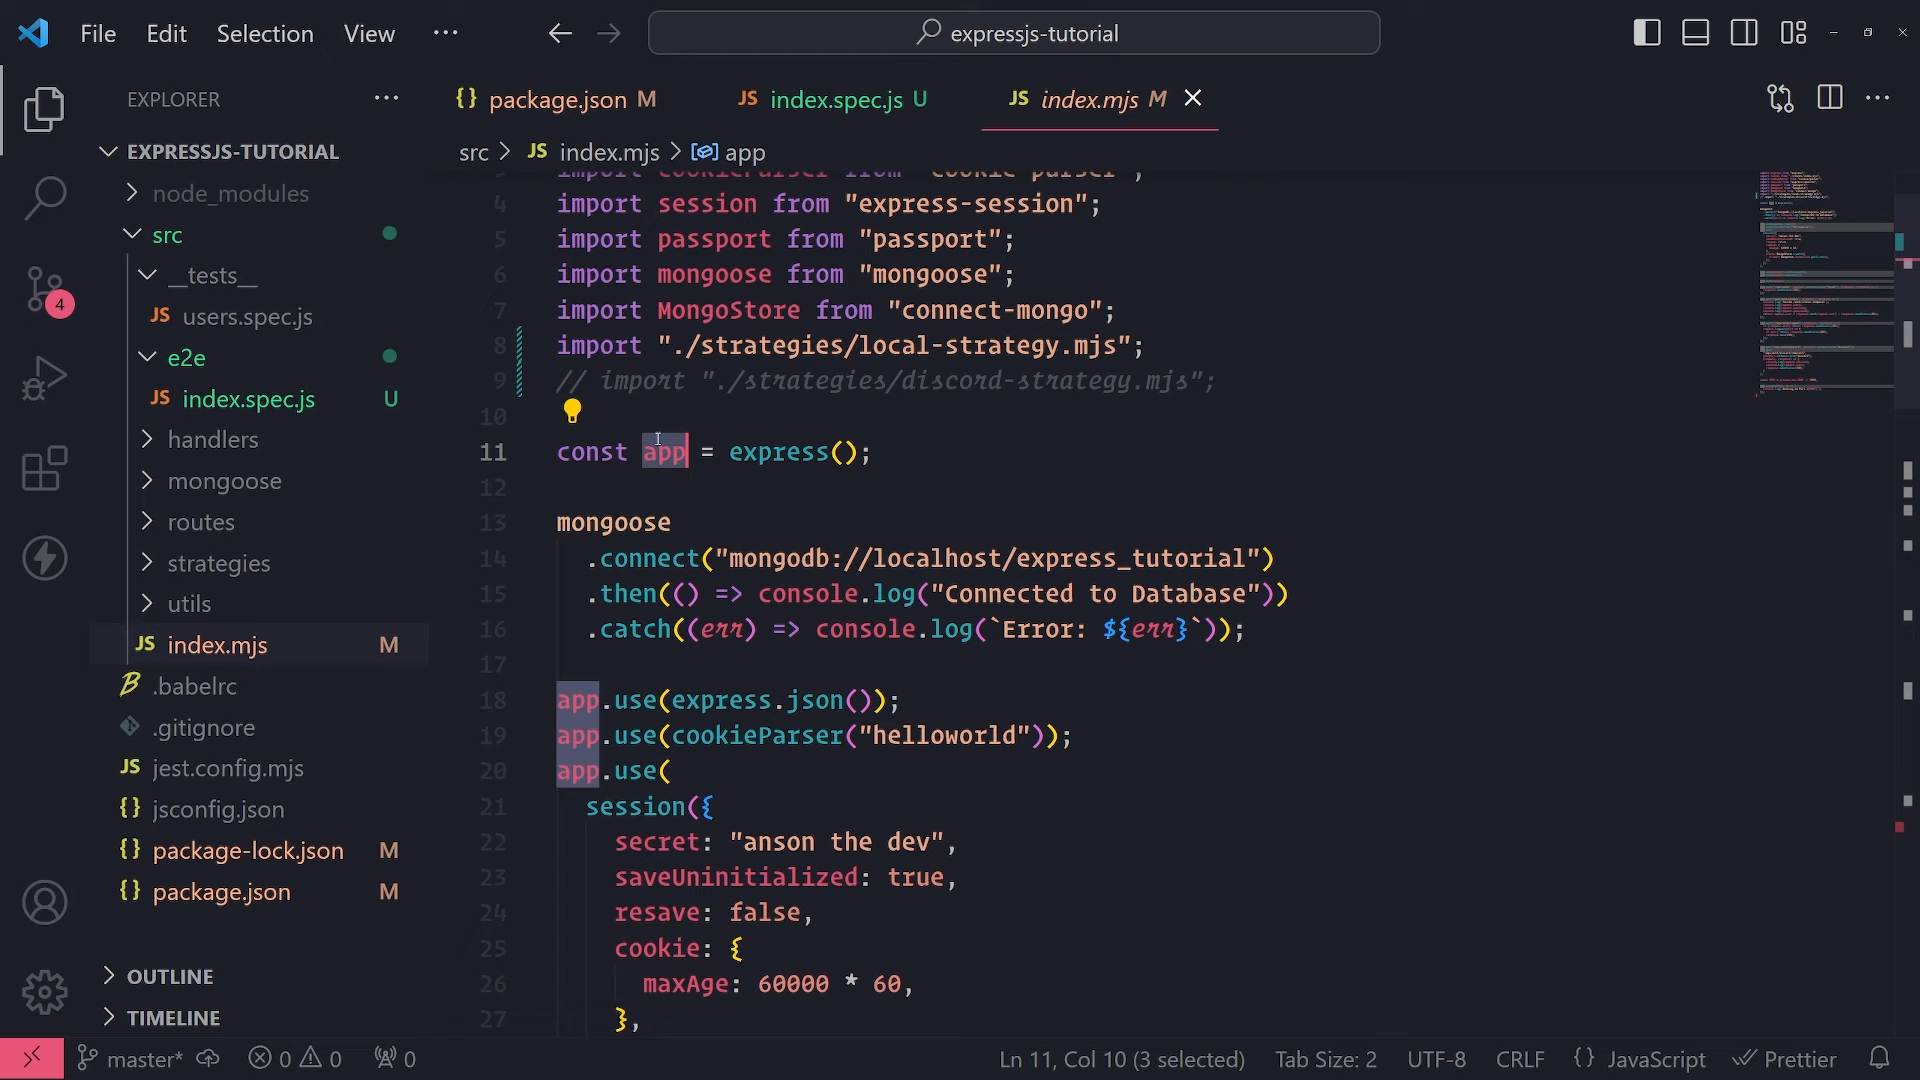 File Edit Selection View ··· expressjs-tutorial
EXPLORER ···
{} package.json M
JS index.spec.js U
JS index.mjs M
src > JS index.mjs > app
EXPRESSJS-TUTORIAL
node_modules
src
__tests__
JS users.spec.js
e2e
JS index.spec.js U
handlers
mongoose
routes
strategies
utils
JS index.mjs M
.babelrc
.gitignore
JS jest.config.mjs
{} jsconfig.json
{} package-lock.json M
{} package.json M
OUTLINE
TIMELINE
4
import cookieParser from "cookie-parser";
4 import session from "express-session";
5 import passport from "passport";
6 import mongoose from "mongoose";
7 import MongoStore from "connect-mongo";
8 import "./strategies/local-strategy.mjs";
9 // import "./strategies/discord-strategy.mjs";
10
11 const app = express();
12
13 mongoose
14 .connect("mongodb://localhost/express_tutorial")
15 .then(() => console.log("Connected to Database"))
16 .catch((err) => console.log(`Error: ${err}`));
17
18 app.use(express.json());
19 app.use(cookieParser("helloworld"));
20 app.use(
21 session({
22 secret: "anson the dev",
23 saveUninitialized: true,
24 resave: false,
25 cookie: {
26 maxAge: 60000 * 60,
27 },
master* 0 0 0 Ln 11, Col 10 (3 selected) Tab Size: 2 UTF-8 CRLF {} JavaScript Prettier